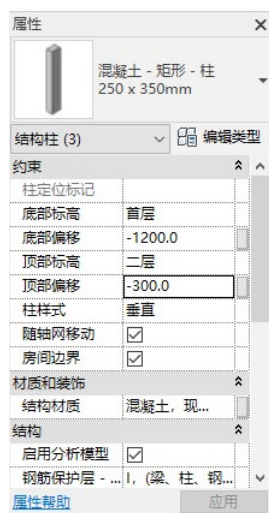 属性
混凝土 - 矩形 - 柱
250 x 350mm
结构柱 (3) 编辑类型
约束
柱定位标记
底部标高 首层
底部偏移 -1200.0
顶部标高 二层
顶部偏移 -300.0
柱样式 垂直
随轴网移动
房间边界
材质和装饰
结构材质 混凝土，现...
结构
启用分析模型
钢筋保护层 - ... I，(梁、柱、钢...
属性帮助 应用